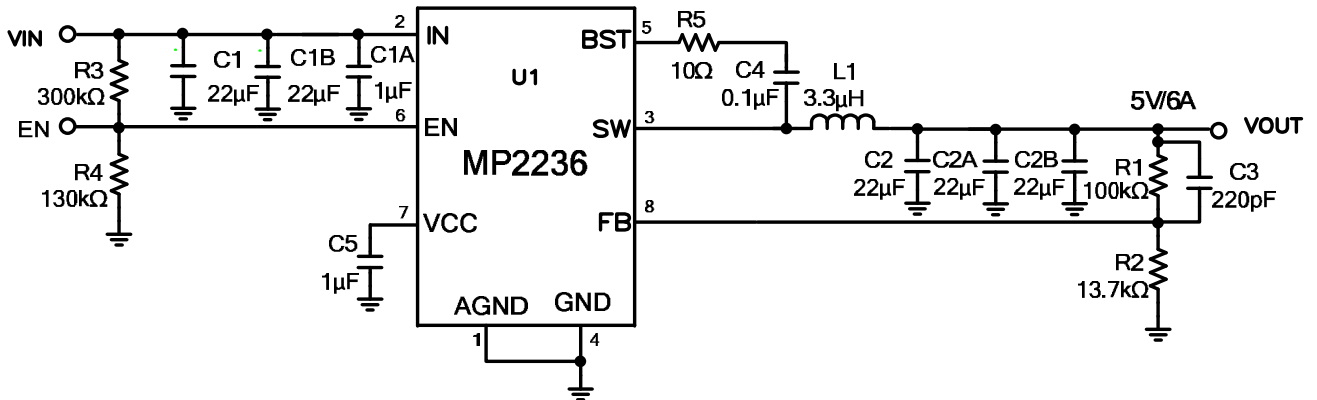 VIN
R3
300kΩ
EN
R4
130kΩ
C1
22µF
C1B
22µF
C1A
1µF
2
IN
6
EN
7
VCC
C5
1µF
U1
MP2236
AGND
GND
1
4
BST
5
SW
3
FB
8
R5
10Ω
C4
0.1µF
L1
3.3µH
C2
22µF
C2A
22µF
C2B
22µF
5V/6A
VOUT
R1
100kΩ
C3
220pF
R2
13.7kΩ